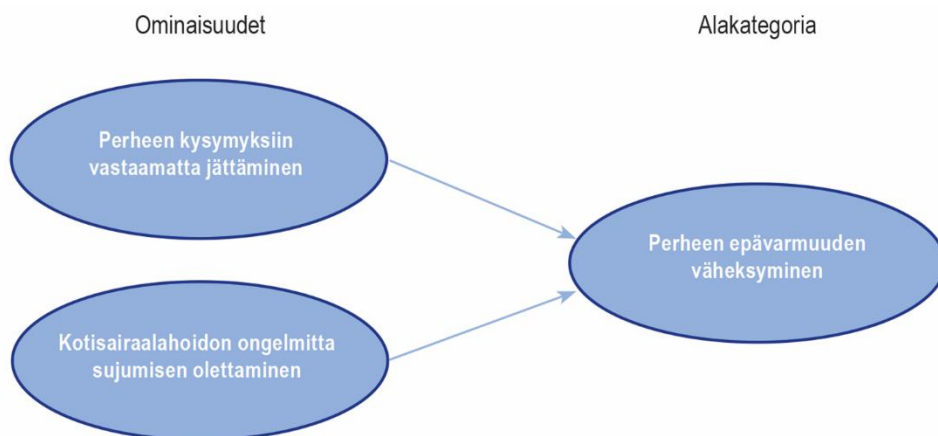 Ominaisuudet
Alakategoria
Perheen kysymyksiin
vastaamatta jättäminen
Perheen epävarmuuden
väheksyminen
Kotisairaalahoidon ongelmitta
sujumisen olettaminen